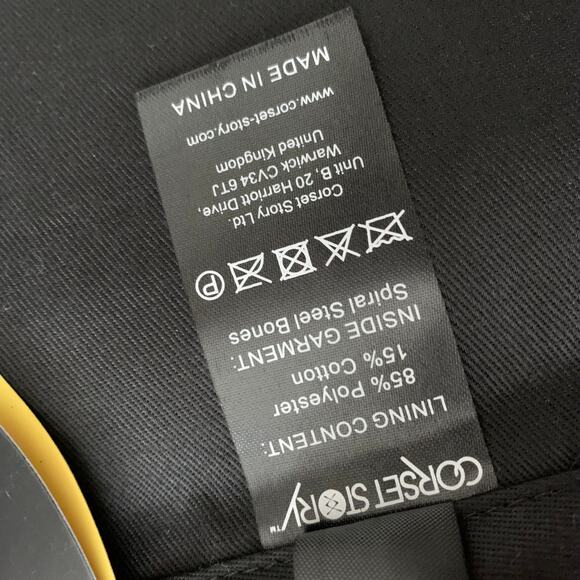 CORSET STORY™
LINING CONTENT:
85% Polyester
15% Cotton
INSIDE GARMENT:
Spiral Steel Bones
P
Corset Story Ltd.
Unit B, 20 Harriott Drive,
Warwick CV34 6TJ
United Kingdom
www.corset-story.com
MADE IN CHINA